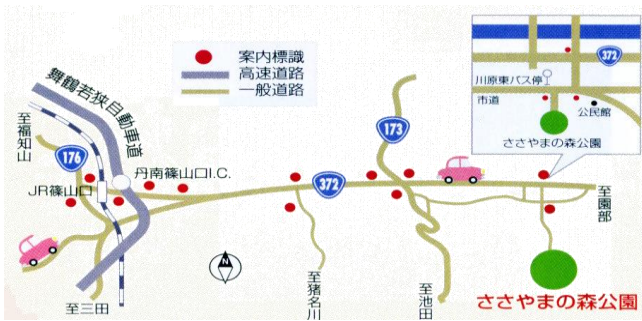 案内標識
高速道路
一般道路
舞鶴若狭自動車道
至福知山
176
JR篠山口
丹南篠山口I.C.
372
173
至園部
至三田
N
至猪名川
至池田
ささやまの森公園
372
川原東バス停
市道
公民館
ささやまの森公園